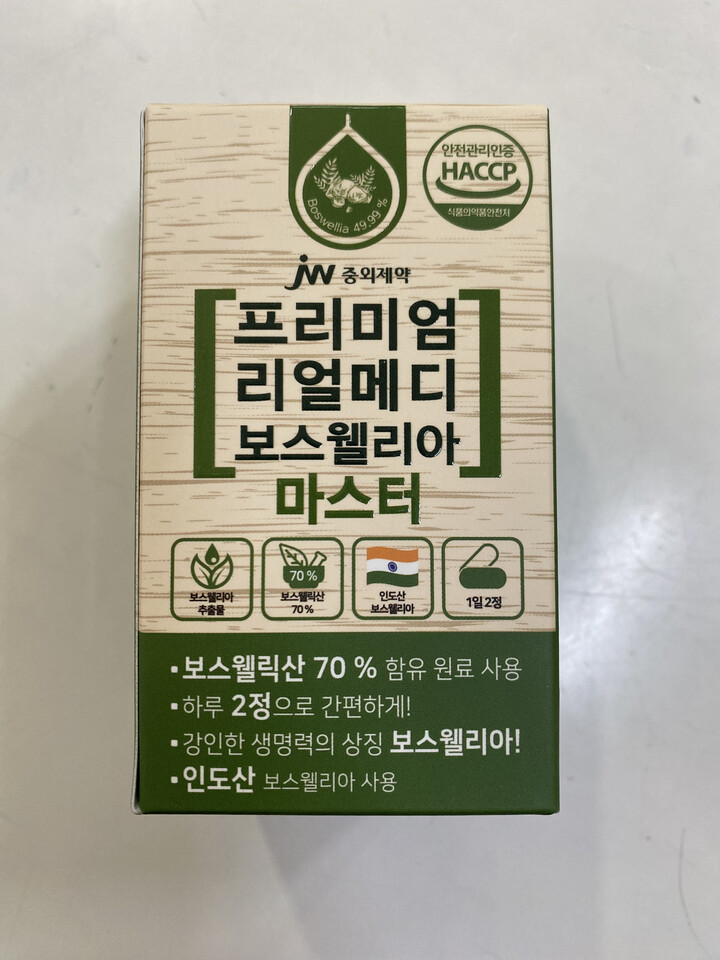 Boswellia 49.99 %
안전관리인증
HACCP
식품의약품안전처
jw 중외제약
프리미엄
리얼메디
보스웰리아
마스터
보스웰리아
추출물
70 %
보스웰릭산
70 %
인도산
보스웰리아
1일 2정
▪보스웰릭산 70 % 함유 원료 사용
▪하루 2정으로 간편하게!
▪강인한 생명력의 상징 보스웰리아!
▪인도산 보스웰리아 사용